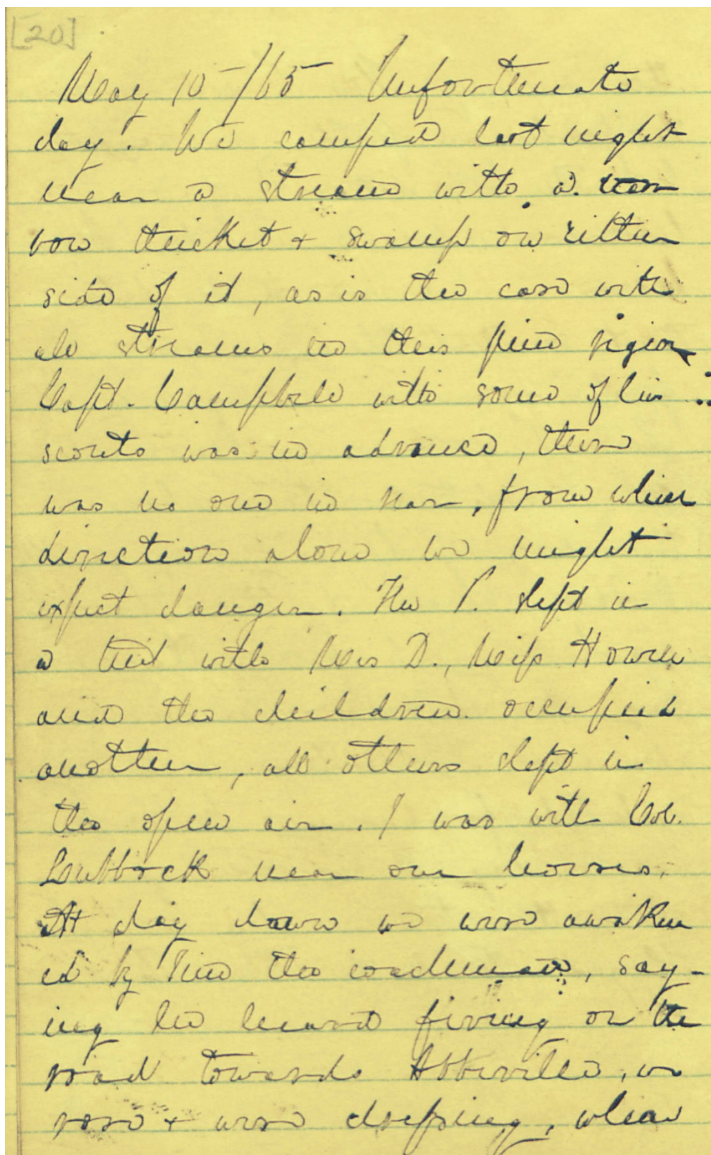 [20]
May 10 - /65 Unfortunate
day. We camped last night
near a stream with a nar
row thicket & swamp on either
side of it, as is the case with
all streams in this pine region
Capt. Campbell with some of his
scouts was in advance, there
was no one in rear, from which
direction alone we might
expect danger. The P. slept in
a tent with Mrs D., Miss Howell
and the children occupied
another, all others slept in
the open air. I was with Col.
Lubbock near our horses.
At day dawn we were awaken
ed by Jim the coachman, say-
ing he heard firing on the
road towards Abbeville, we
rose & were dressing, when